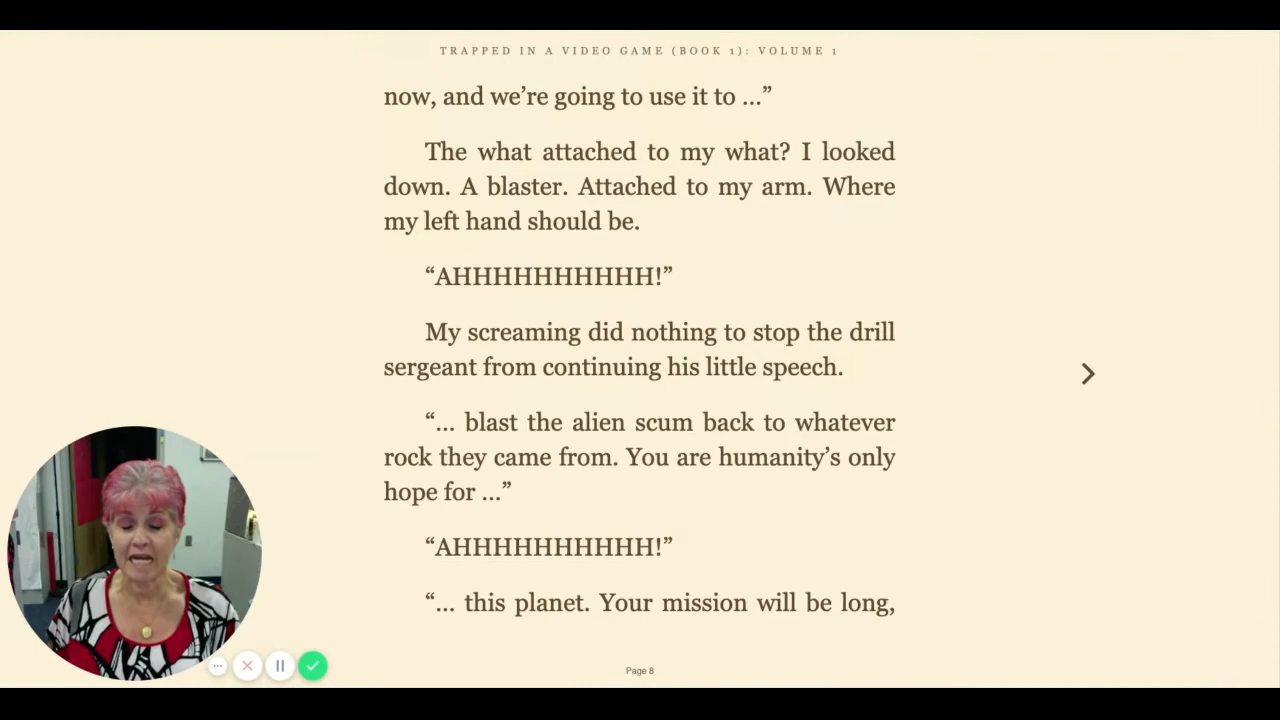 TRAPPED IN A VIDEO GAME (BOOK 1): VOLUME 1
now, and we’re going to use it to ...”
The what attached to my what? I looked
down. A blaster. Attached to my arm. Where
my left hand should be.
“AHHHHHHHHHH!”
My screaming did nothing to stop the drill
sergeant from continuing his little speech.
“... blast the alien scum back to whatever
rock they came from. You are humanity’s only
hope for ...”
“AHHHHHHHHHH!”
“... this planet. Your mission will be long,
Page 8